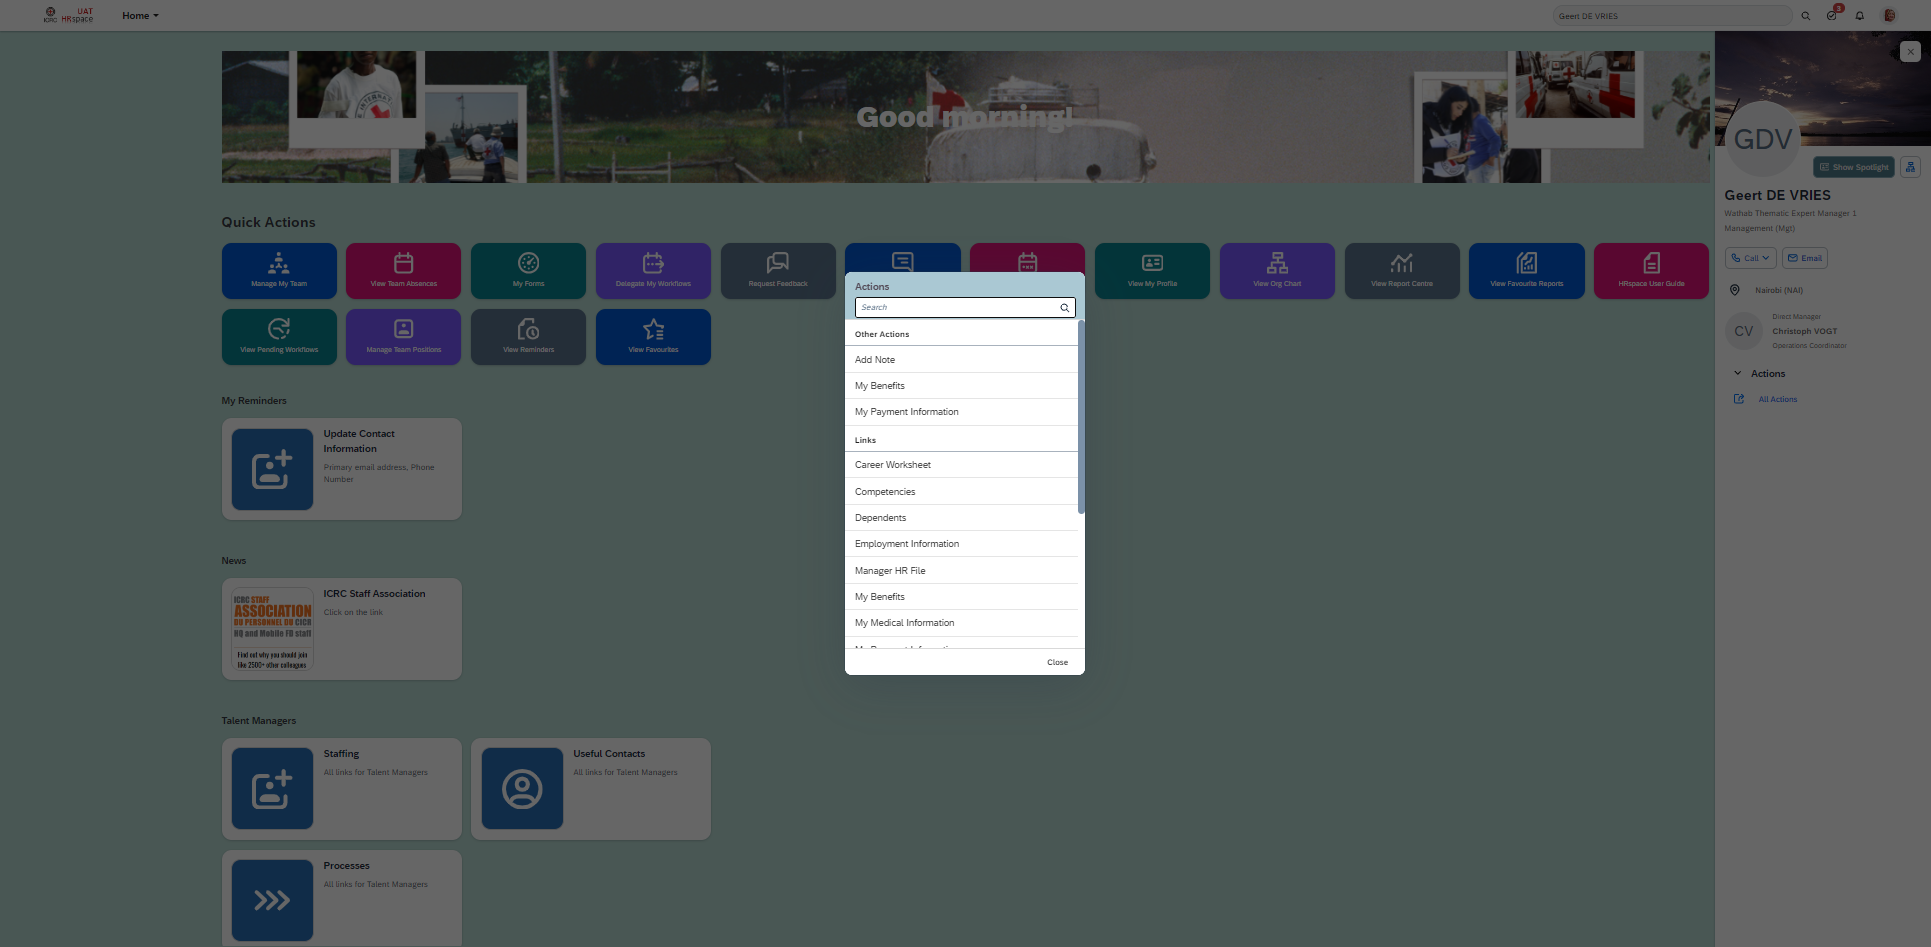 UAT
ICRC HRspace
Home
Geert DE VRIES
3
Good morning!
GDV
Show Spotlight
Geert DE VRIES
Wathab Thematic Expert Manager 1
Management (Mgt)
Call
Email
Nairobi (NAI)
CV
Direct Manager
Christoph VOGT
Operations Coordinator
Actions
All Actions
Quick Actions
Manage My Team
View Team Absences
My Forms
Delegate My Workflows
Request Feedback
View My Profile
View Org Chart
View Report Centre
View Favourite Reports
HRspace User Guide
View Pending Workflows
Manage Team Positions
View Reminders
View Favourites
Actions
Search
Other Actions
Add Note
My Benefits
My Payment Information
Links
Career Worksheet
Competencies
Dependents
Employment Information
Manager HR File
My Benefits
My Medical Information
Close
My Reminders
Update Contact
Information
Primary email address, Phone
Number
News
ICRC STAFF
ASSOCIATION
DU PERSONNEL DU CICR
HQ and Mobile FD staff
Find out why you should join
like 2500+ other colleagues
ICRC Staff Association
Click on the link
Talent Managers
Staffing
All links for Talent Managers
Useful Contacts
All links for Talent Managers
Processes
All links for Talent Managers